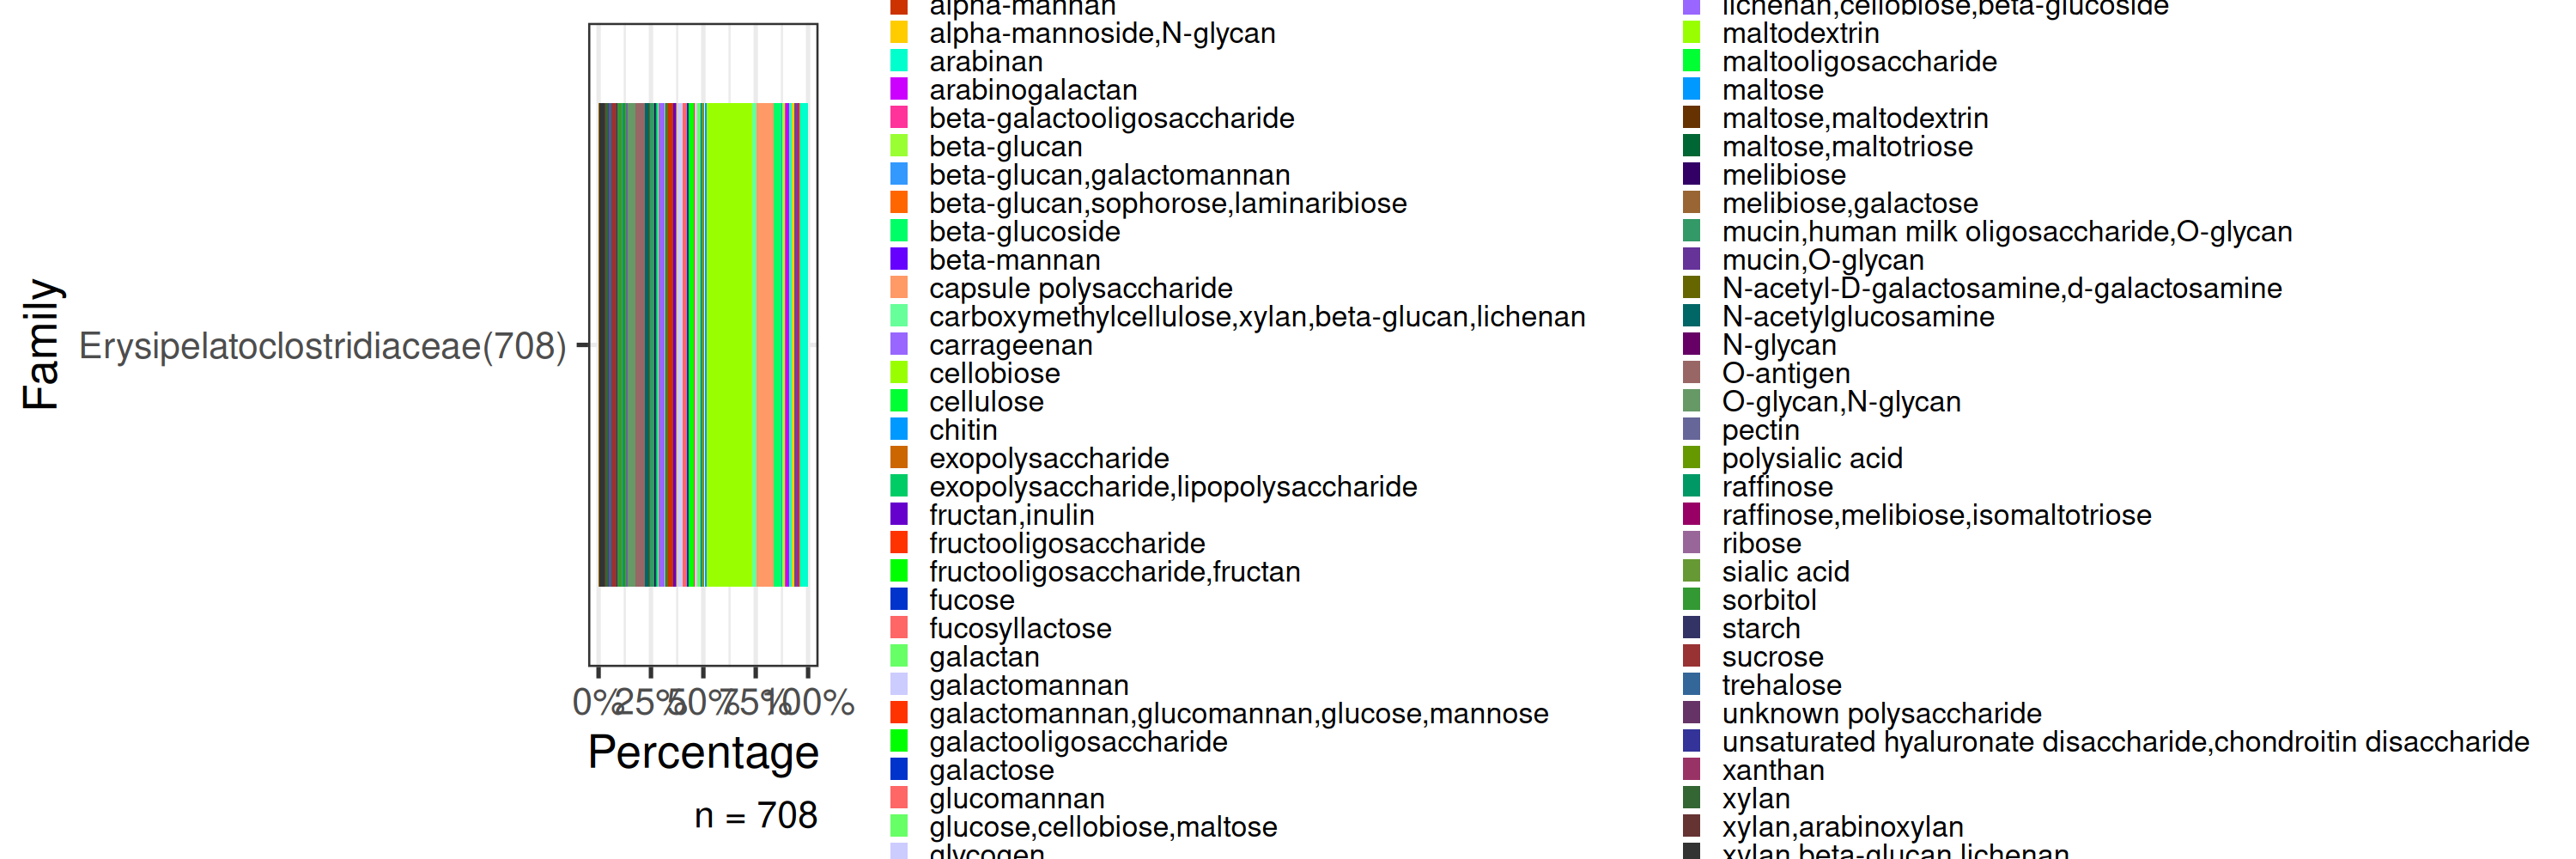 Family
Erysipelatoclostridiaceae(708)
0%
25%
50%
75%
100%
Percentage
n = 708
alpha-mannan
alpha-mannoside,N-glycan
arabinan
arabinogalactan
beta-galactooligosaccharide
beta-glucan
beta-glucan,galactomannan
beta-glucan,sophorose,laminaribiose
beta-glucoside
beta-mannan
capsule polysaccharide
carboxymethylcellulose,xylan,beta-glucan,lichenan
carrageenan
cellobiose
cellulose
chitin
exopolysaccharide
exopolysaccharide,lipopolysaccharide
fructan,inulin
fructooligosaccharide
fructooligosaccharide,fructan
fucose
fucosyllactose
galactan
galactomannan
galactomannan,glucomannan,glucose,mannose
galactooligosaccharide
galactose
glucomannan
glucose,cellobiose,maltose
glycogen
lichenan,cellobiose,beta-glucoside
maltodextrin
maltooligosaccharide
maltose
maltose,maltodextrin
maltose,maltotriose
melibiose
melibiose,galactose
mucin,human milk oligosaccharide,O-glycan
mucin,O-glycan
N-acetyl-D-galactosamine,d-galactosamine
N-acetylglucosamine
N-glycan
O-antigen
O-glycan,N-glycan
pectin
polysialic acid
raffinose
raffinose,melibiose,isomaltotriose
ribose
sialic acid
sorbitol
starch
sucrose
trehalose
unknown polysaccharide
unsaturated hyaluronate disaccharide,chondroitin disaccharide
xanthan
xylan
xylan,arabinoxylan
xylan,beta-glucan,lichenan